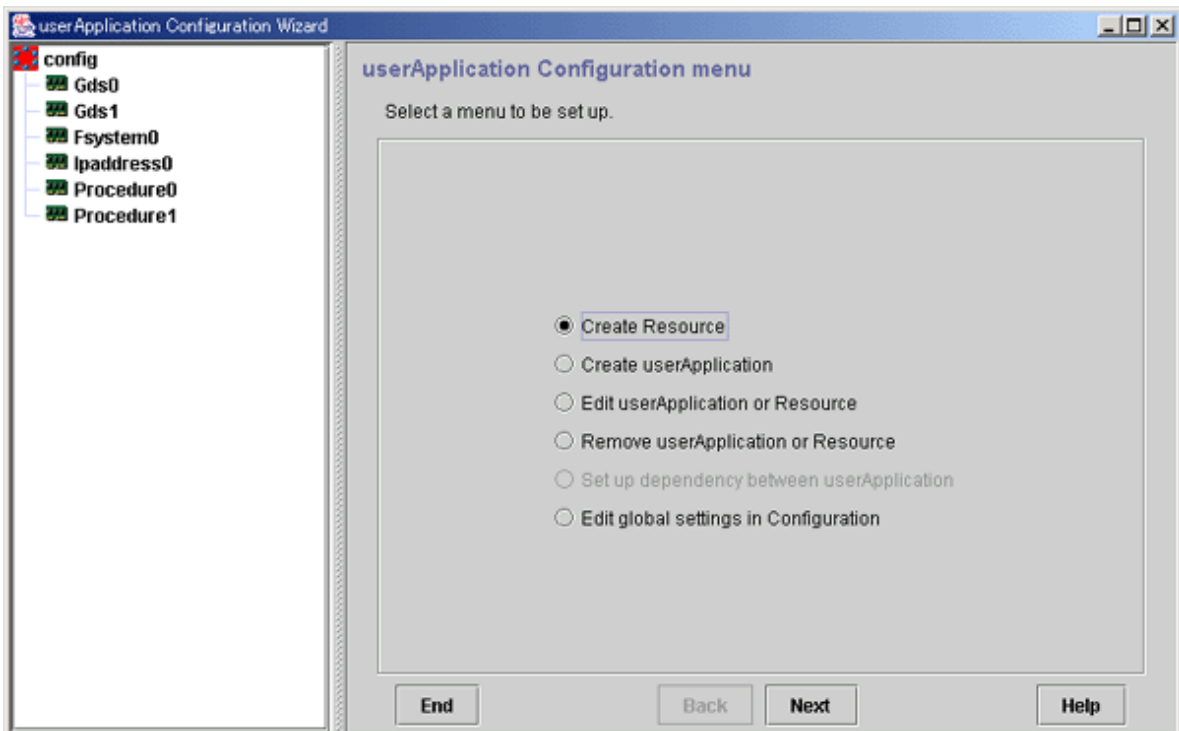 userApplication Configuration Wizard
config
Gds0
Gds1
Fsystem0
Ipaddress0
Procedure0
Procedure1
userApplication Configuration menu
Select a menu to be set up.
Create Resource
Create userApplication
Edit userApplication or Resource
Remove userApplication or Resource
Set up dependency between userApplication
Edit global settings in Configuration
End
Back
Next
Help